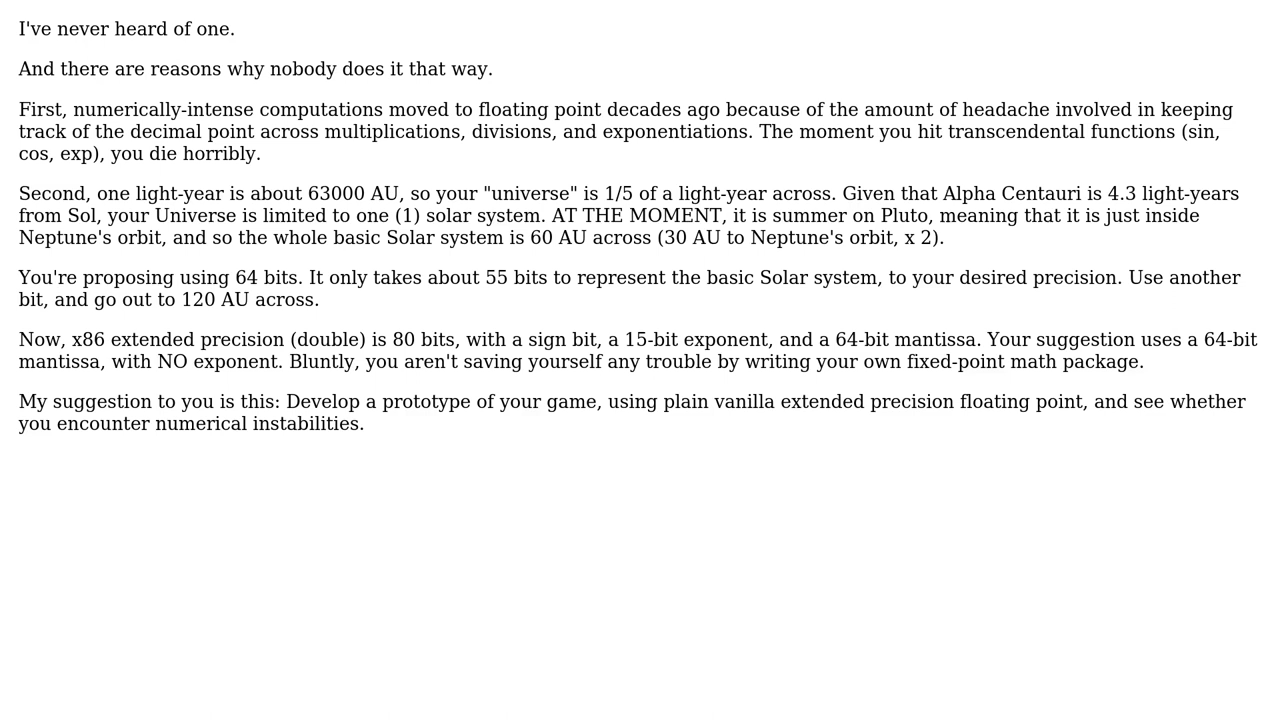 I've never heard of one.
And there are reasons why nobody does it that way.
First, numerically-intense computations moved to floating point decades ago because of the amount of headache involved in keeping
track of the decimal point across multiplications, divisions, and exponentiations. The moment you hit transcendental functions (sin,
cos, exp), you die horribly.
Second, one light-year is about 63000 AU, so your "universe" is 1/5 of a light-year across. Given that Alpha Centauri is 4.3 light-years
from Sol, your Universe is limited to one (1) solar system. AT THE MOMENT, it is summer on Pluto, meaning that it is just inside
Neptune's orbit, and so the whole basic Solar system is 60 AU across (30 AU to Neptune's orbit, x 2).
You're proposing using 64 bits. It only takes about 55 bits to represent the basic Solar system, to your desired precision. Use another
bit, and go out to 120 AU across.
Now, x86 extended precision (double) is 80 bits, with a sign bit, a 15-bit exponent, and a 64-bit mantissa. Your suggestion uses a 64-bit
mantissa, with NO exponent. Bluntly, you aren't saving yourself any trouble by writing your own fixed-point math package.
My suggestion to you is this: Develop a prototype of your game, using plain vanilla extended precision floating point, and see whether
you encounter numerical instabilities.